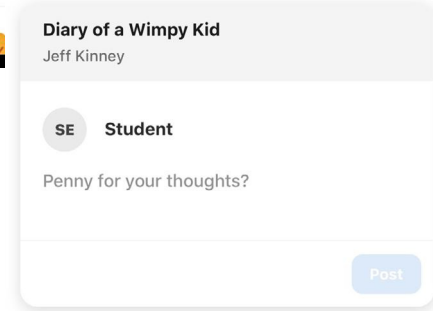 Diary of a Wimpy Kid
Jeff Kinney
SE Student
Penny for your thoughts?
Post